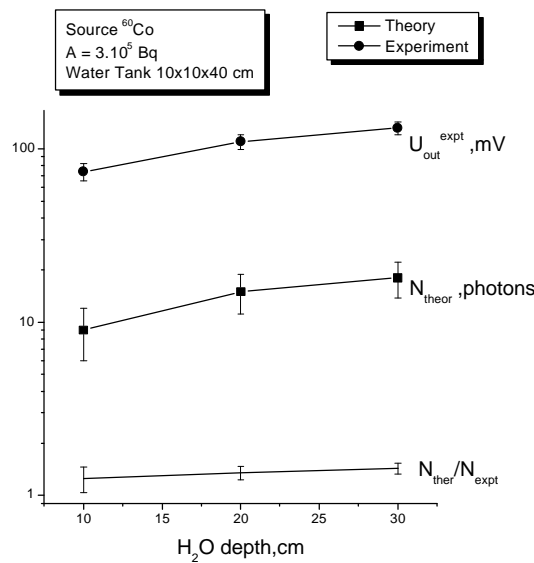 Source ⁶⁰Co
A = 3.10⁵ Bq
Water Tank 10x10x40 cm
Theory
Experiment
100
10
1
U_out^expt ,mV
N_theor ,photons
N_ther/N_expt
10 15 20 25 30
H₂O depth,cm